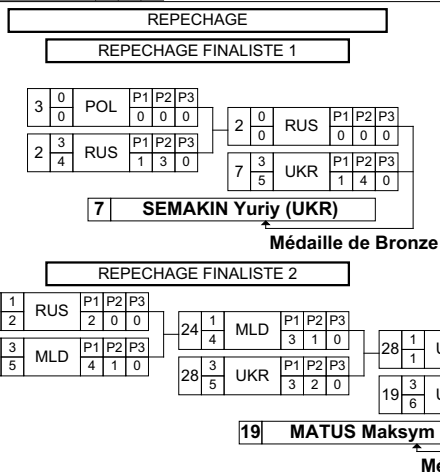 REPECHAGE
REPECHAGE FINALISTE 1
3 0 POL P1 P2 P3
0 0 0 0
2 3 RUS P1 P2 P3
4 1 3 0
2 0 RUS P1 P2 P3
0 0 0 0
7 3 UKR P1 P2 P3
5 1 4 0
7 SEMAKIN Yuriy (UKR)
Médaille de Bronze
REPECHAGE FINALISTE 2
1 RUS P1 P2 P3
2 2 0 0
3 MLD P1 P2 P3
5 4 1 0
24 1 MLD P1 P2 P3
4 3 1 0
28 3 UKR P1 P2 P3
5 3 2 0
28 1
1
19 3
6
19 MATUS Maksym